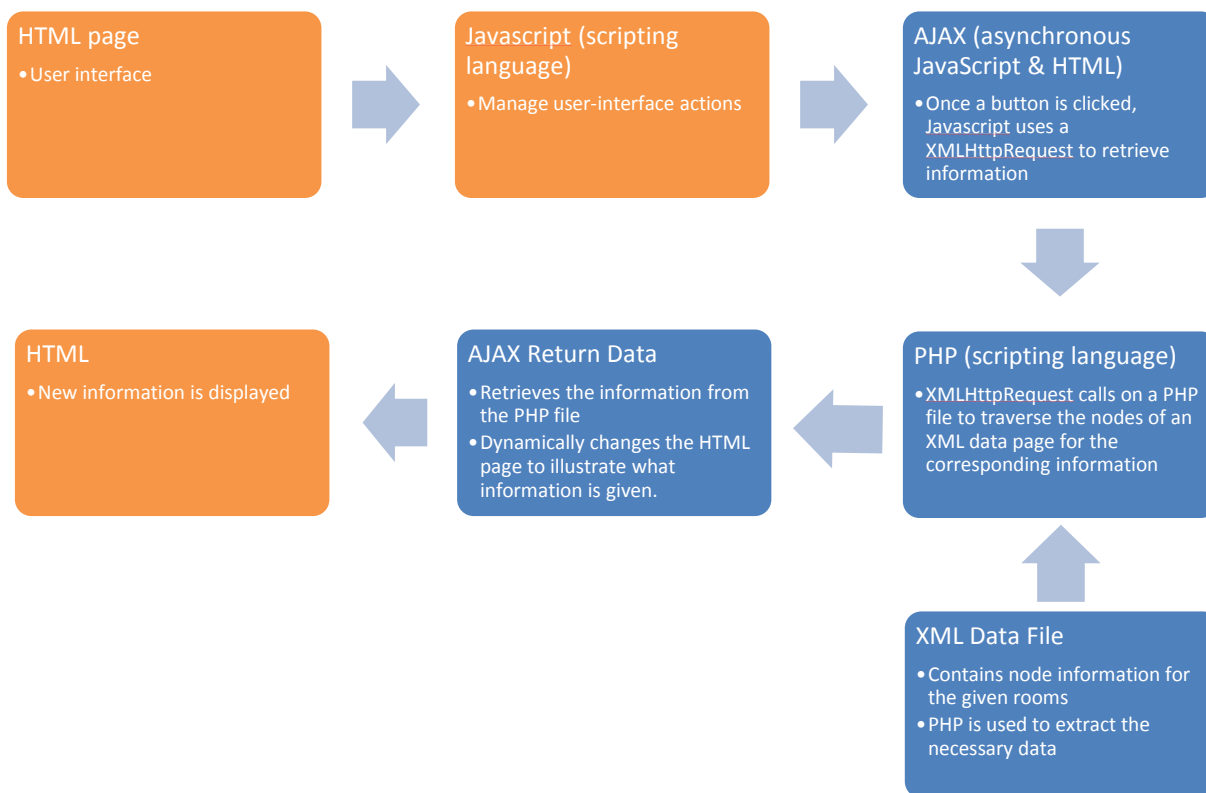 HTML page
•User interface
Javascript (scripting
language)
•Manage user-interface actions
AJAX (asynchronous
JavaScript & HTML)
•Once a button is clicked,
Javascript uses a
XMLHttpRequest to retrieve
information
PHP (scripting language)
•XMLHttpRequest calls on a PHP
file to traverse the nodes of an
XML data page for the
corresponding information
XML Data File
•Contains node information for
the given rooms
•PHP is used to extract the
necessary data
AJAX Return Data
•Retrieves the information from
the PHP file
•Dynamically changes the HTML
page to illustrate what
information is given.
HTML
•New information is displayed